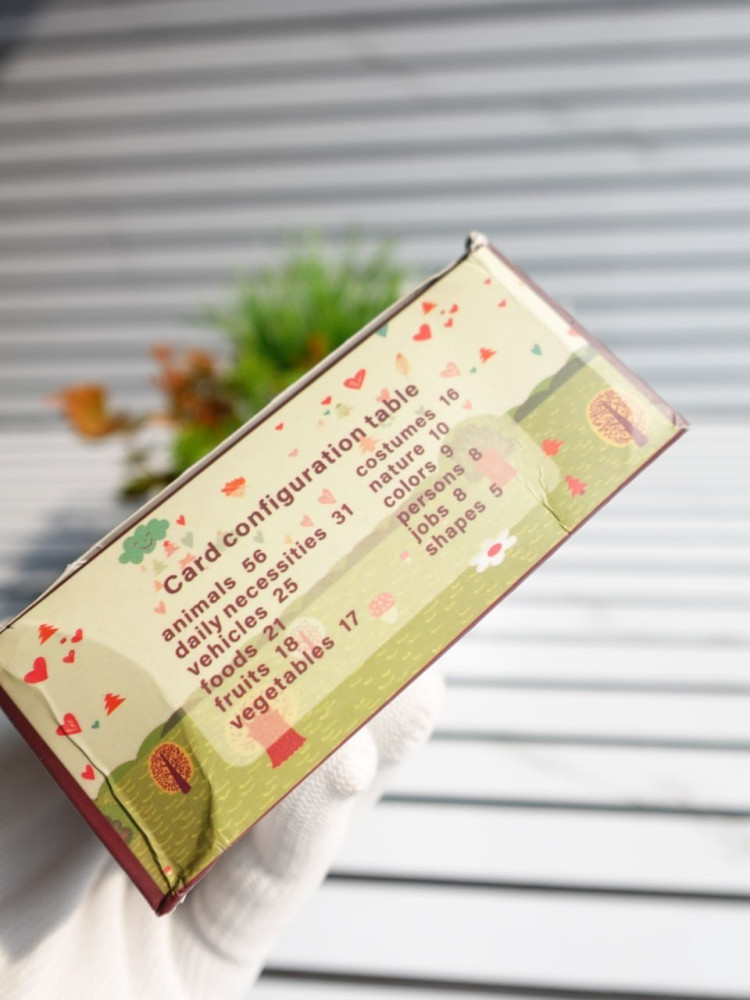 Card configuration table
animals 56
daily necessities 31
vehicles 25
foods 21
fruits 18
vegetables 17
costumes 16
nature 10
colors 9
persons 8
jobs 8
shapes 5